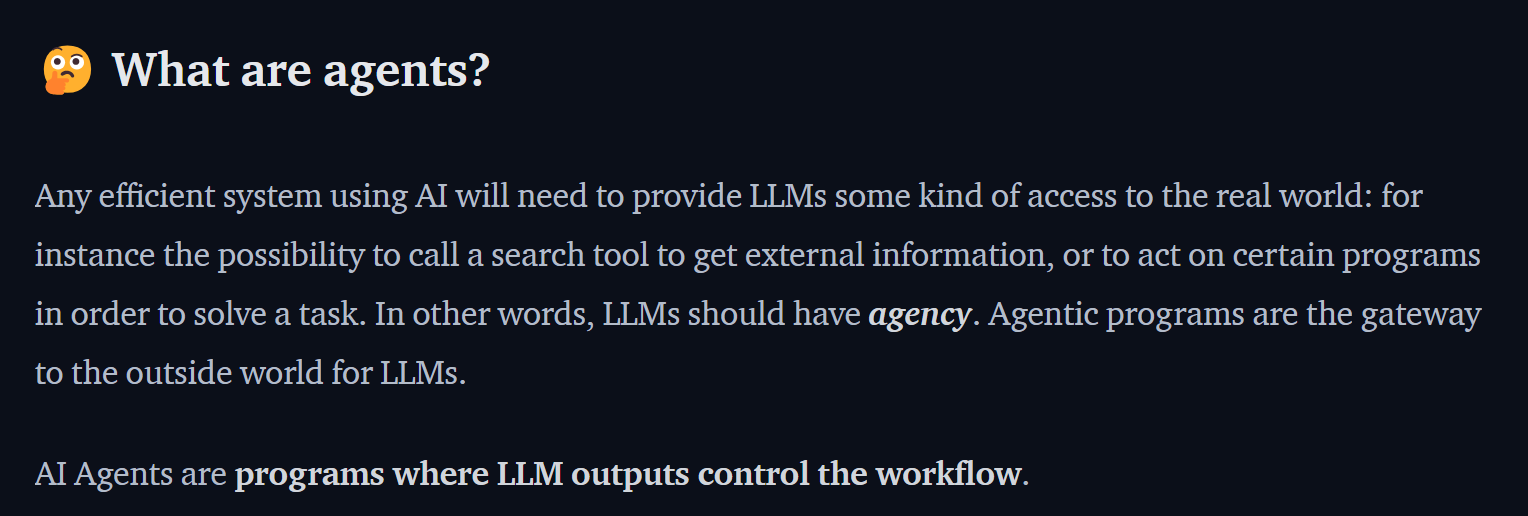 🤔 What are agents?
Any efficient system using AI will need to provide LLMs some kind of access to the real world: for
instance the possibility to call a search tool to get external information, or to act on certain programs
in order to solve a task. In other words, LLMs should have agency. Agentic programs are the gateway
to the outside world for LLMs.
AI Agents are programs where LLM outputs control the workflow.